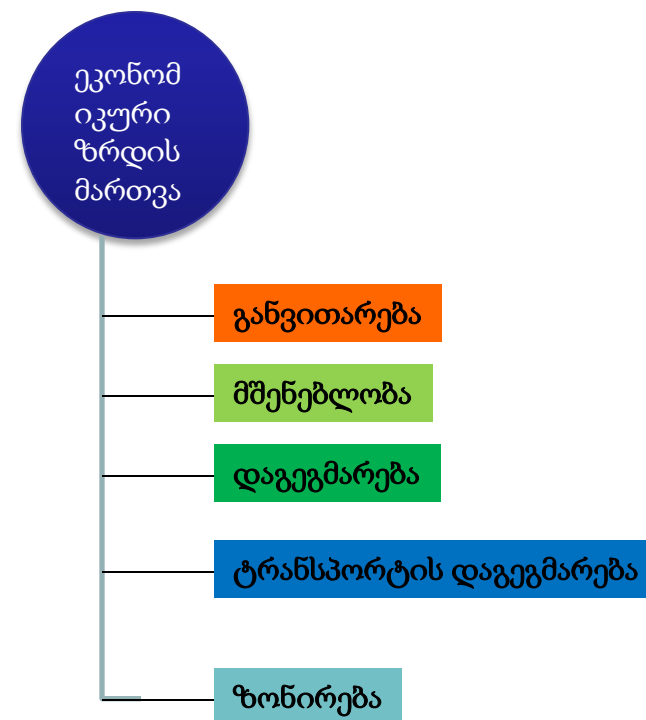 ეკონომ
იკური
ზრდის
მართვა
განვითარება
მშენებლობა
დაგეგმარება
ტრანსპორტის დაგეგმარება
ზონირება